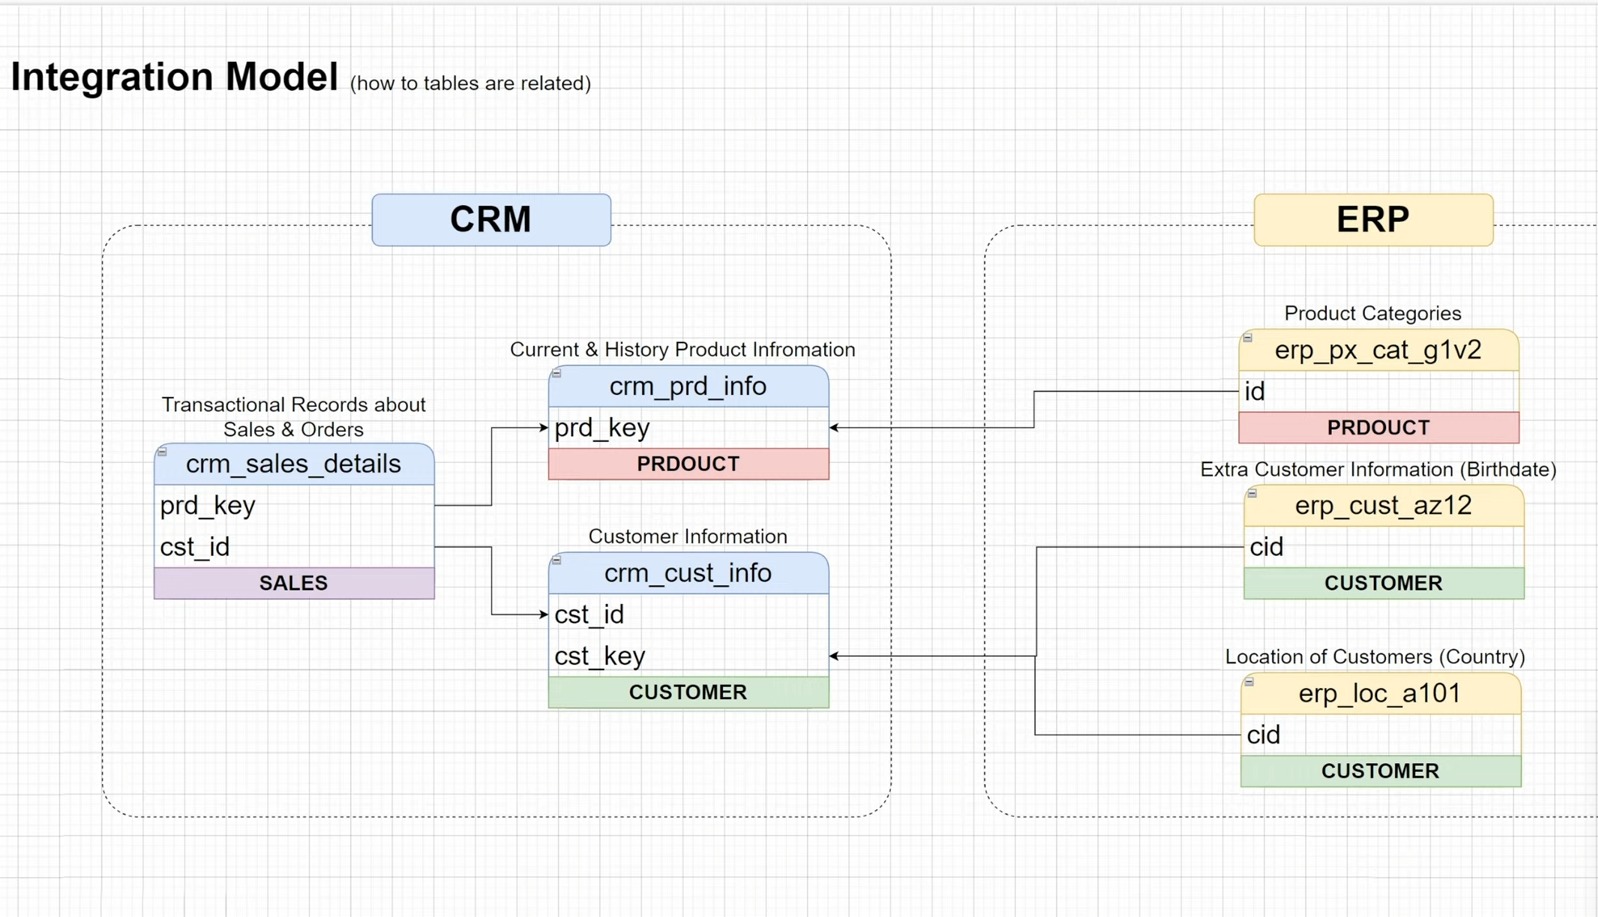 Integration Model (how to tables are related)
CRM
Transactional Records about
Sales & Orders
crm_sales_details
prd_key
cst_id
SALES
Current & History Product Infromation
crm_prd_info
prd_key
PRDOUCT
Customer Information
crm_cust_info
cst_id
cst_key
CUSTOMER
ERP
Product Categories
erp_px_cat_g1v2
id
PRDOUCT
Extra Customer Information (Birthdate)
erp_cust_az12
cid
CUSTOMER
Location of Customers (Country)
erp_loc_a101
cid
CUSTOMER